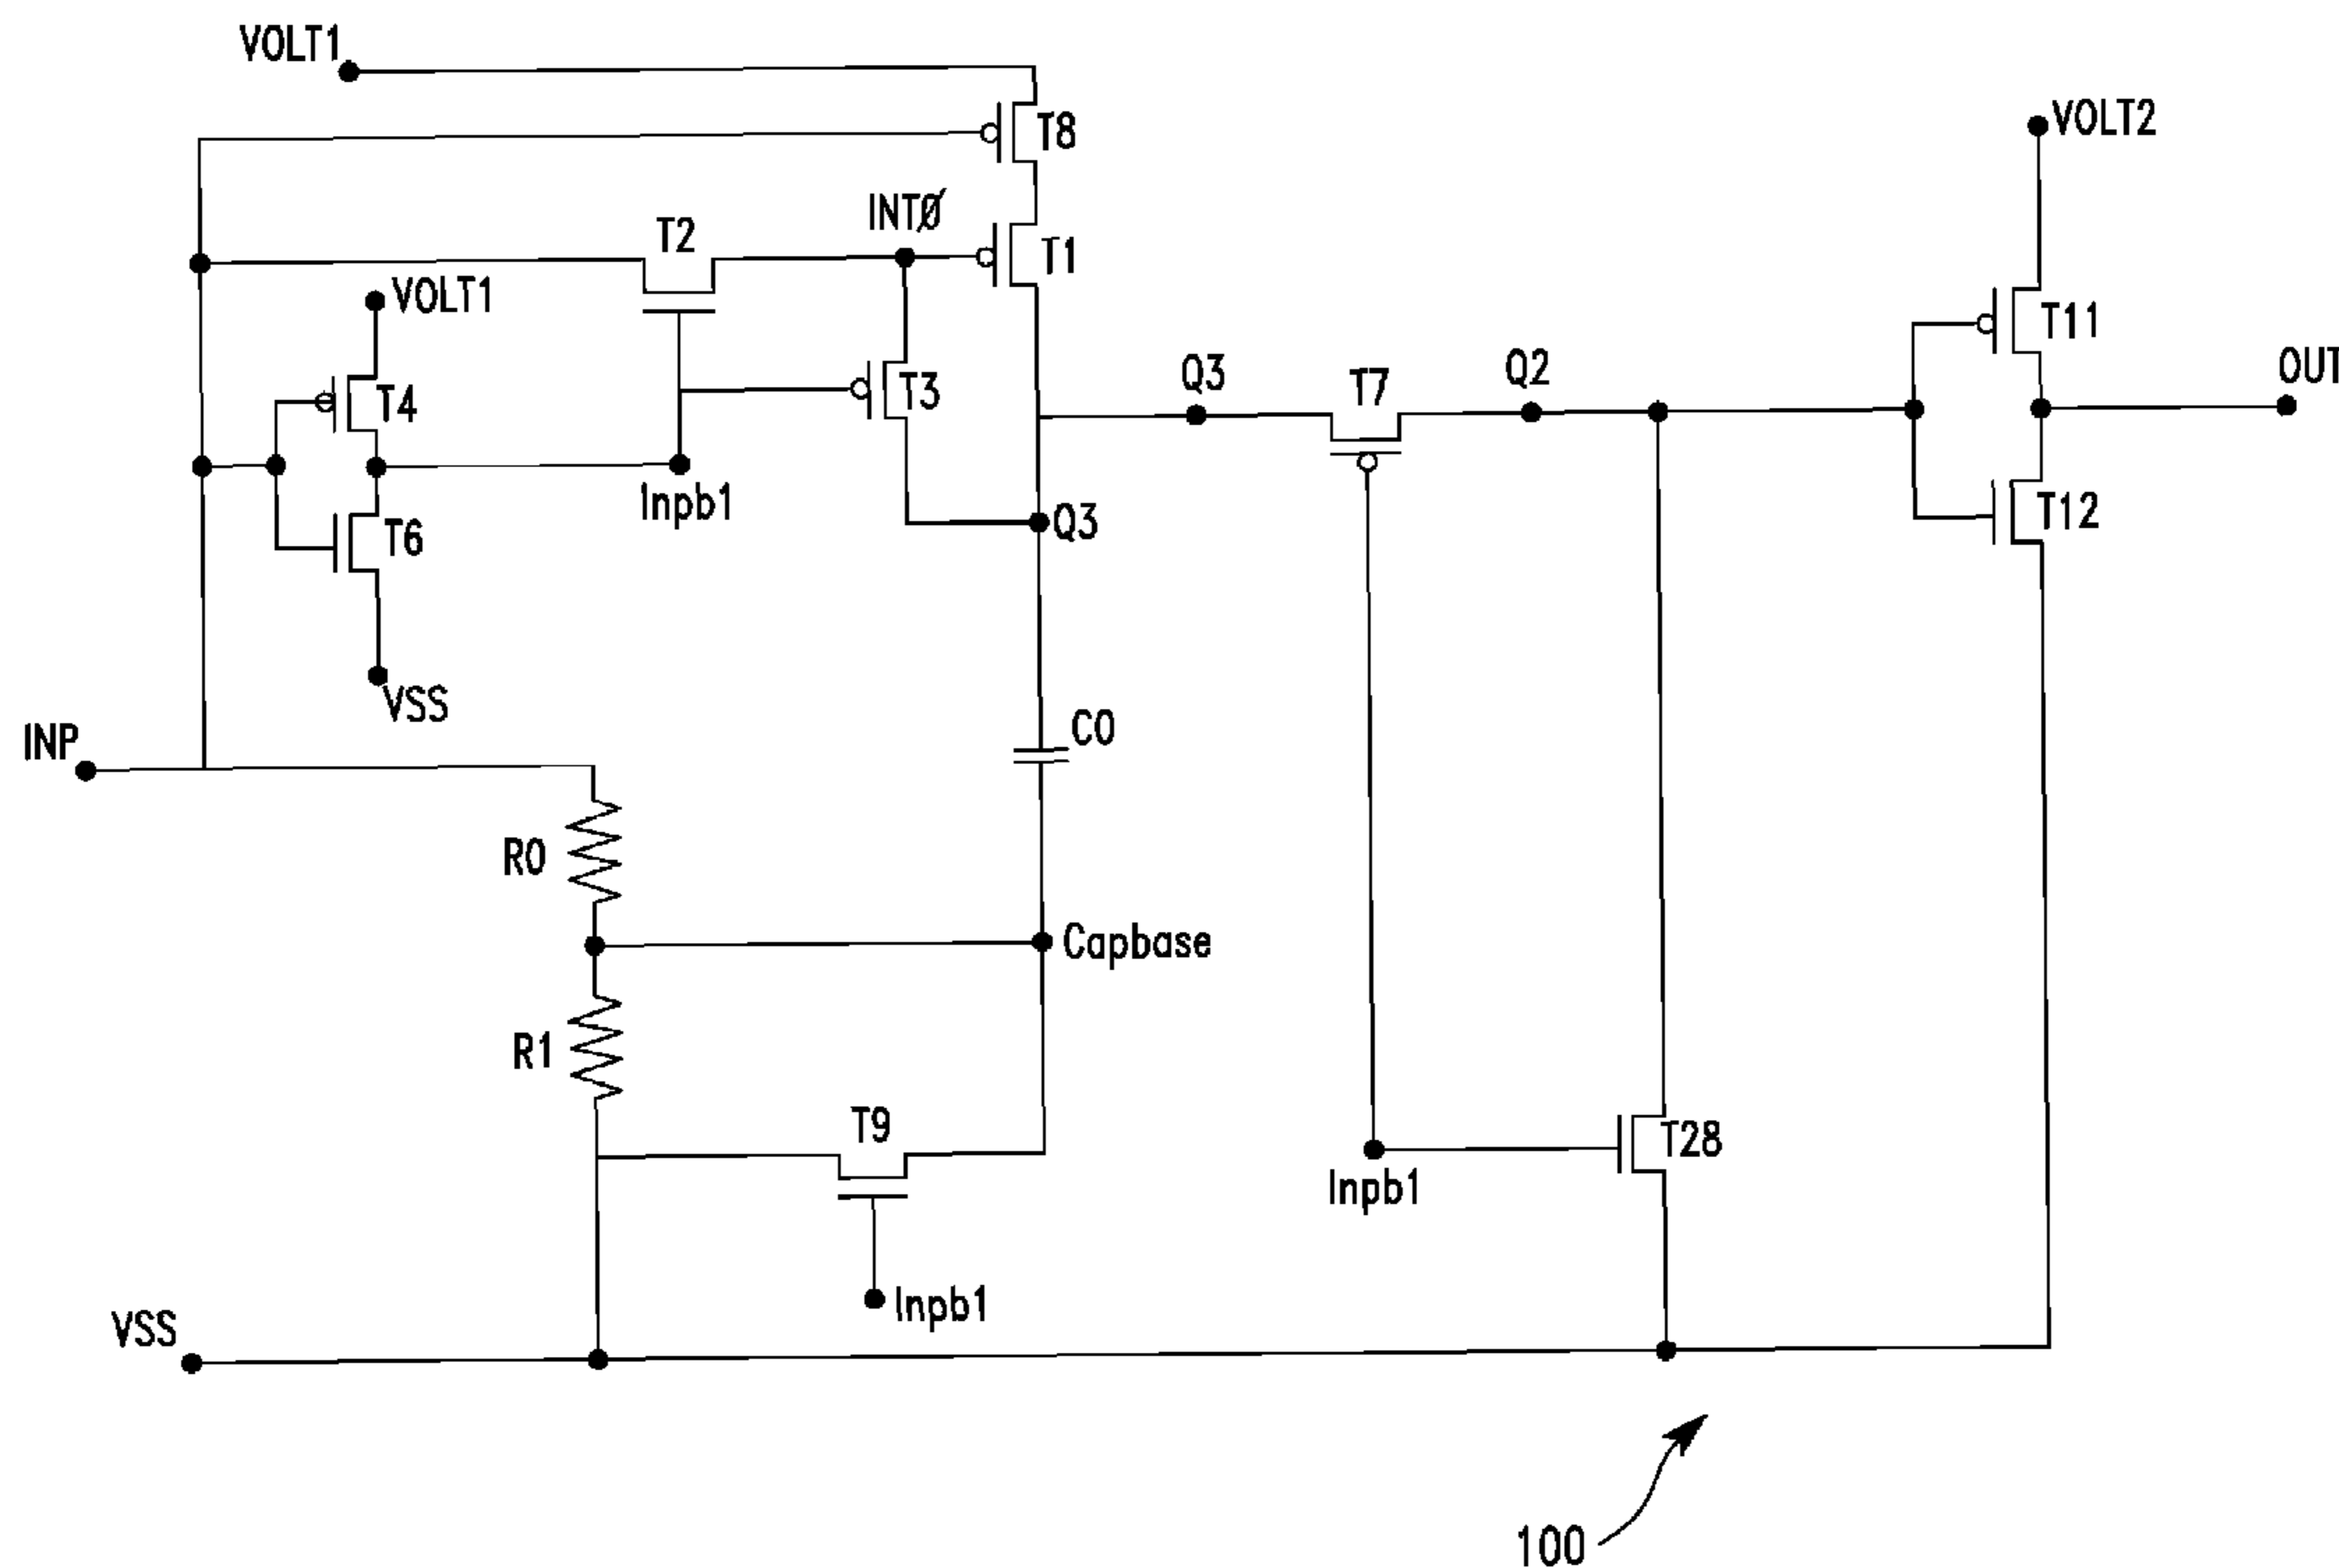 VOLT1
T8
VOLT2
INTØ
T2
T1
VOLT1
T11
T4
T3
Q3
T7
Q2
OUT
Inpb1
T6
Q3
T12
VSS
INP
C0
R0
Capbase
R1
T9
T28
Inpb1
Inpb1
VSS
100